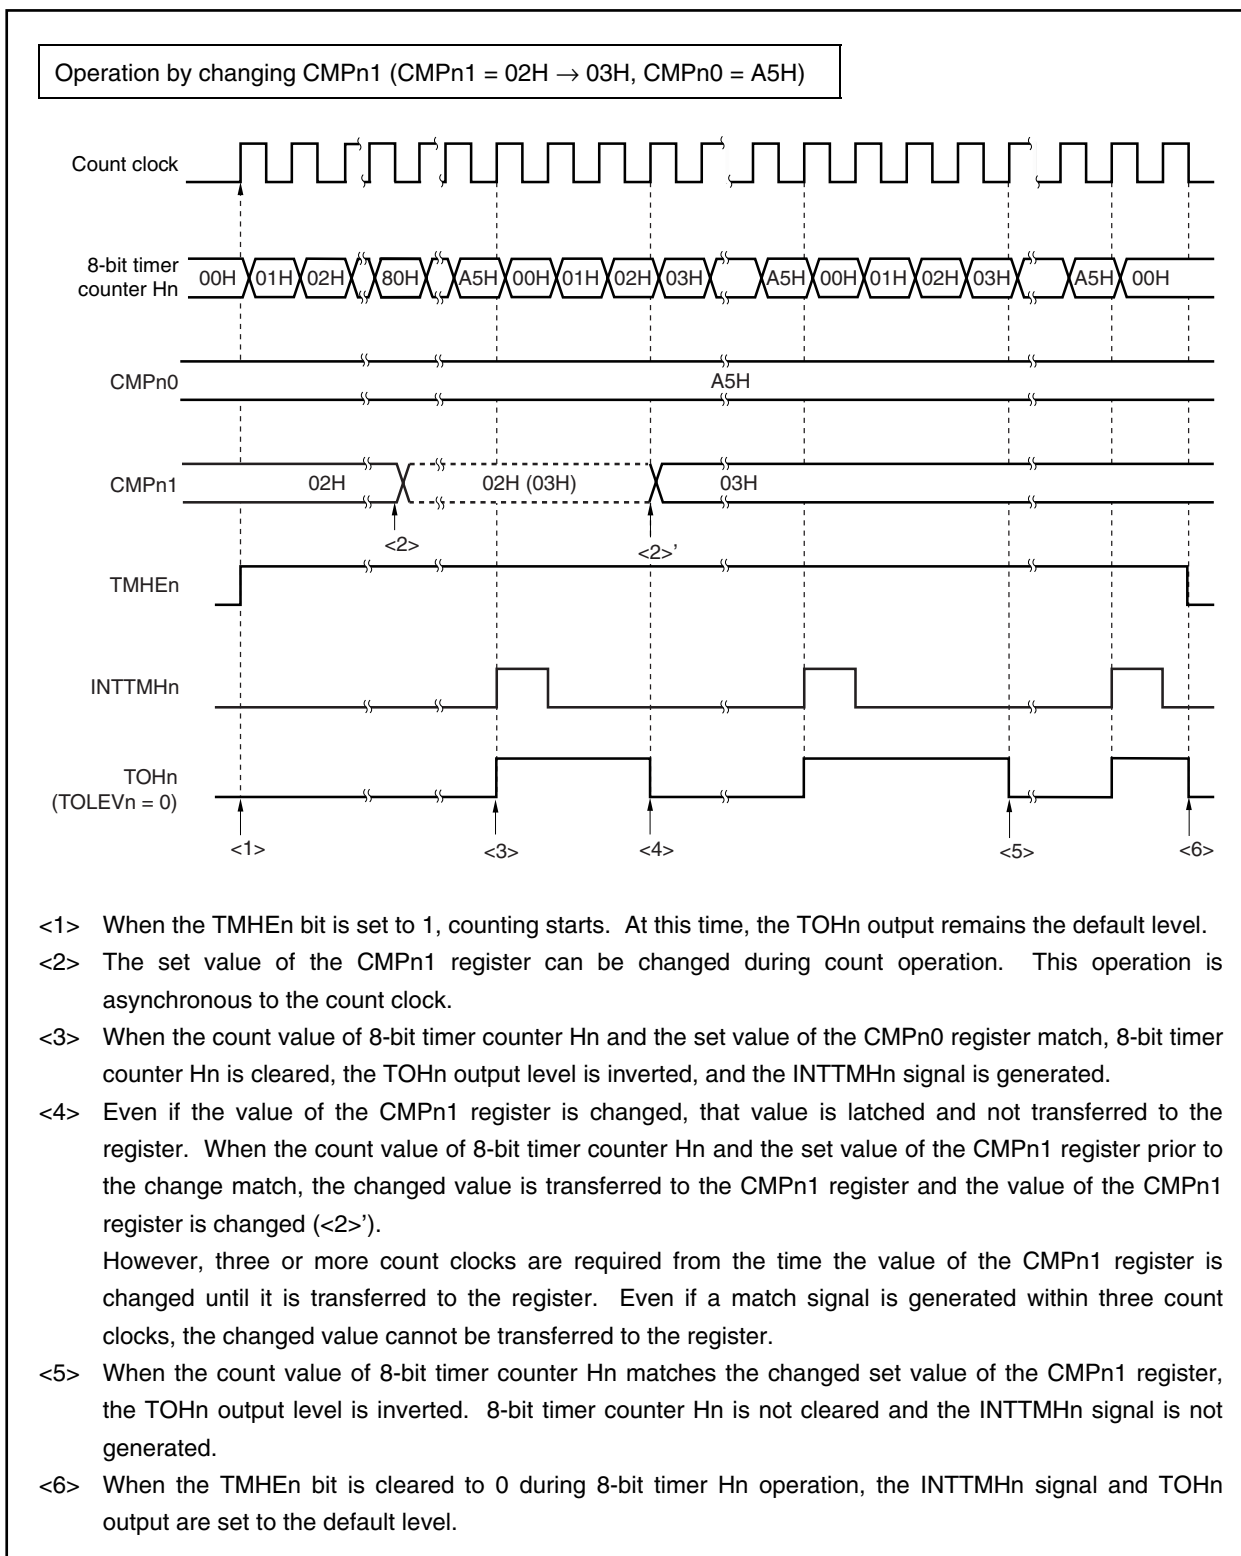 Operation by changing CMPn1 (CMPn1 = 02H → 03H, CMPn0 = A5H)
Count clock
8-bit timer
counter Hn
00H 01H 02H 80H A5H 00H 01H 02H 03H A5H 00H 01H 02H 03H A5H 00H
CMPn0
A5H
CMPn1
02H
02H (03H)
03H
<2>
<2>’
TMHEn
INTTMHn
TOHn
(TOLEVn = 0)
<1>
<3>
<4>
<5>
<6>
<1> When the TMHEn bit is set to 1, counting starts. At this time, the TOHn output remains the default level.
<2> The set value of the CMPn1 register can be changed during count operation. This operation is
asynchronous to the count clock.
<3> When the count value of 8-bit timer counter Hn and the set value of the CMPn0 register match, 8-bit timer
counter Hn is cleared, the TOHn output level is inverted, and the INTTMHn signal is generated.
<4> Even if the value of the CMPn1 register is changed, that value is latched and not transferred to the
register. When the count value of 8-bit timer counter Hn and the set value of the CMPn1 register prior to
the change match, the changed value is transferred to the CMPn1 register and the value of the CMPn1
register is changed (<2>’).
However, three or more count clocks are required from the time the value of the CMPn1 register is
changed until it is transferred to the register. Even if a match signal is generated within three count
clocks, the changed value cannot be transferred to the register.
<5> When the count value of 8-bit timer counter Hn matches the changed set value of the CMPn1 register,
the TOHn output level is inverted. 8-bit timer counter Hn is not cleared and the INTTMHn signal is not
generated.
<6> When the TMHEn bit is cleared to 0 during 8-bit timer Hn operation, the INTTMHn signal and TOHn
output are set to the default level.